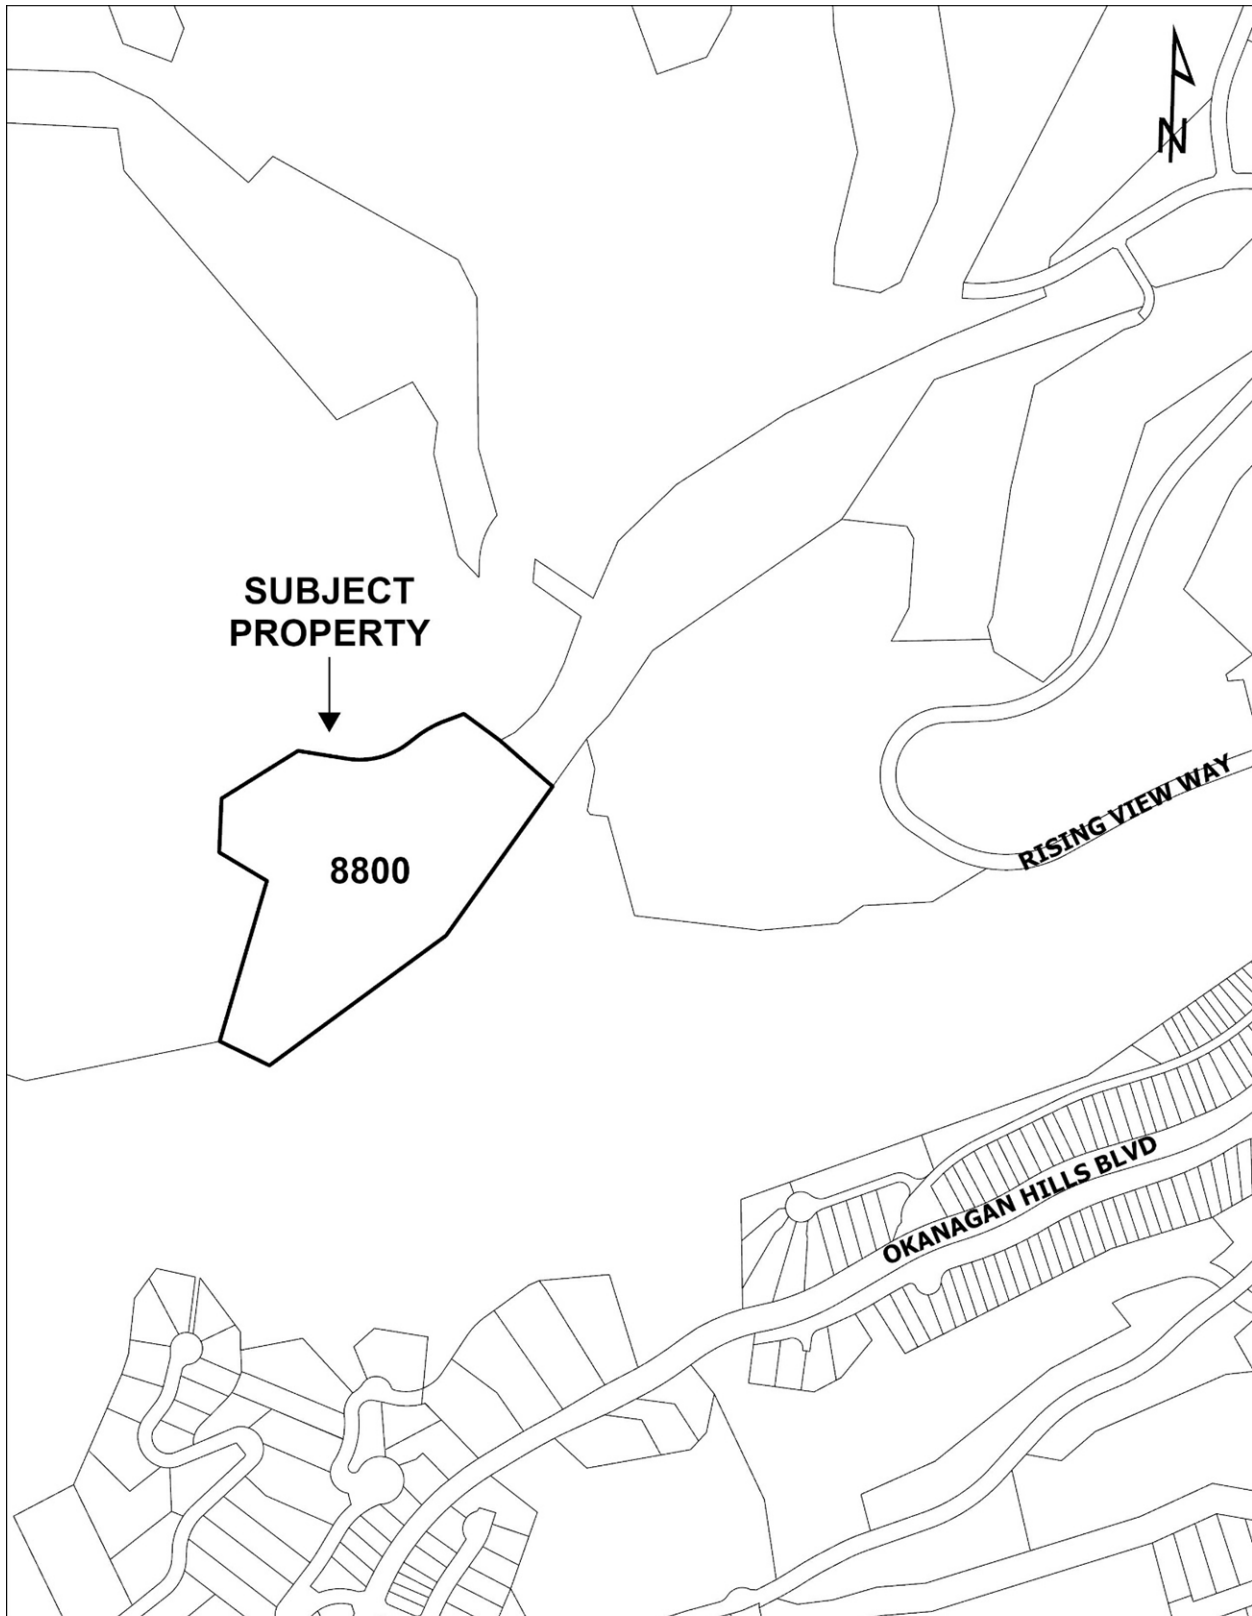 N
SUBJECT
PROPERTY
8800
RISING VIEW WAY
OKANAGAN HILLS BLVD